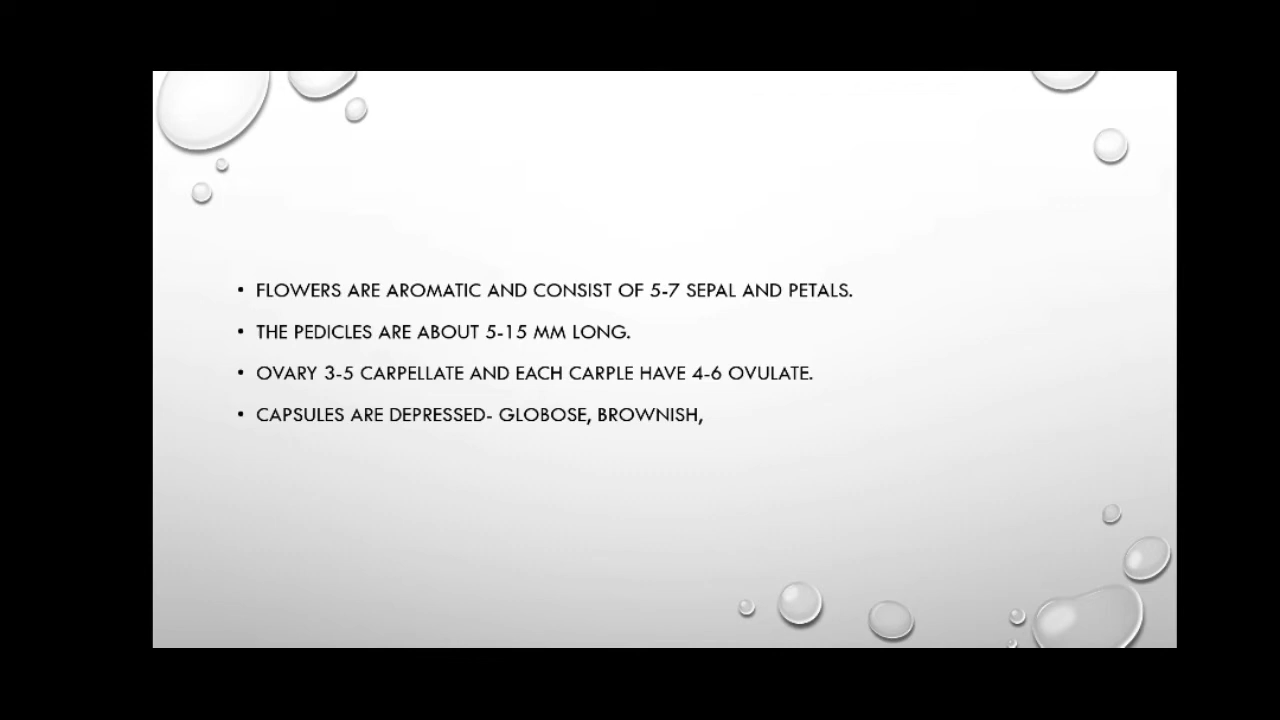 • FLOWERS ARE AROMATIC AND CONSIST OF 5-7 SEPAL AND PETALS.
• THE PEDICLES ARE ABOUT 5-15 MM LONG.
• OVARY 3-5 CARPELLATE AND EACH CARPLE HAVE 4-6 OVULATE.
• CAPSULES ARE DEPRESSED- GLOBOSE, BROWNISH,